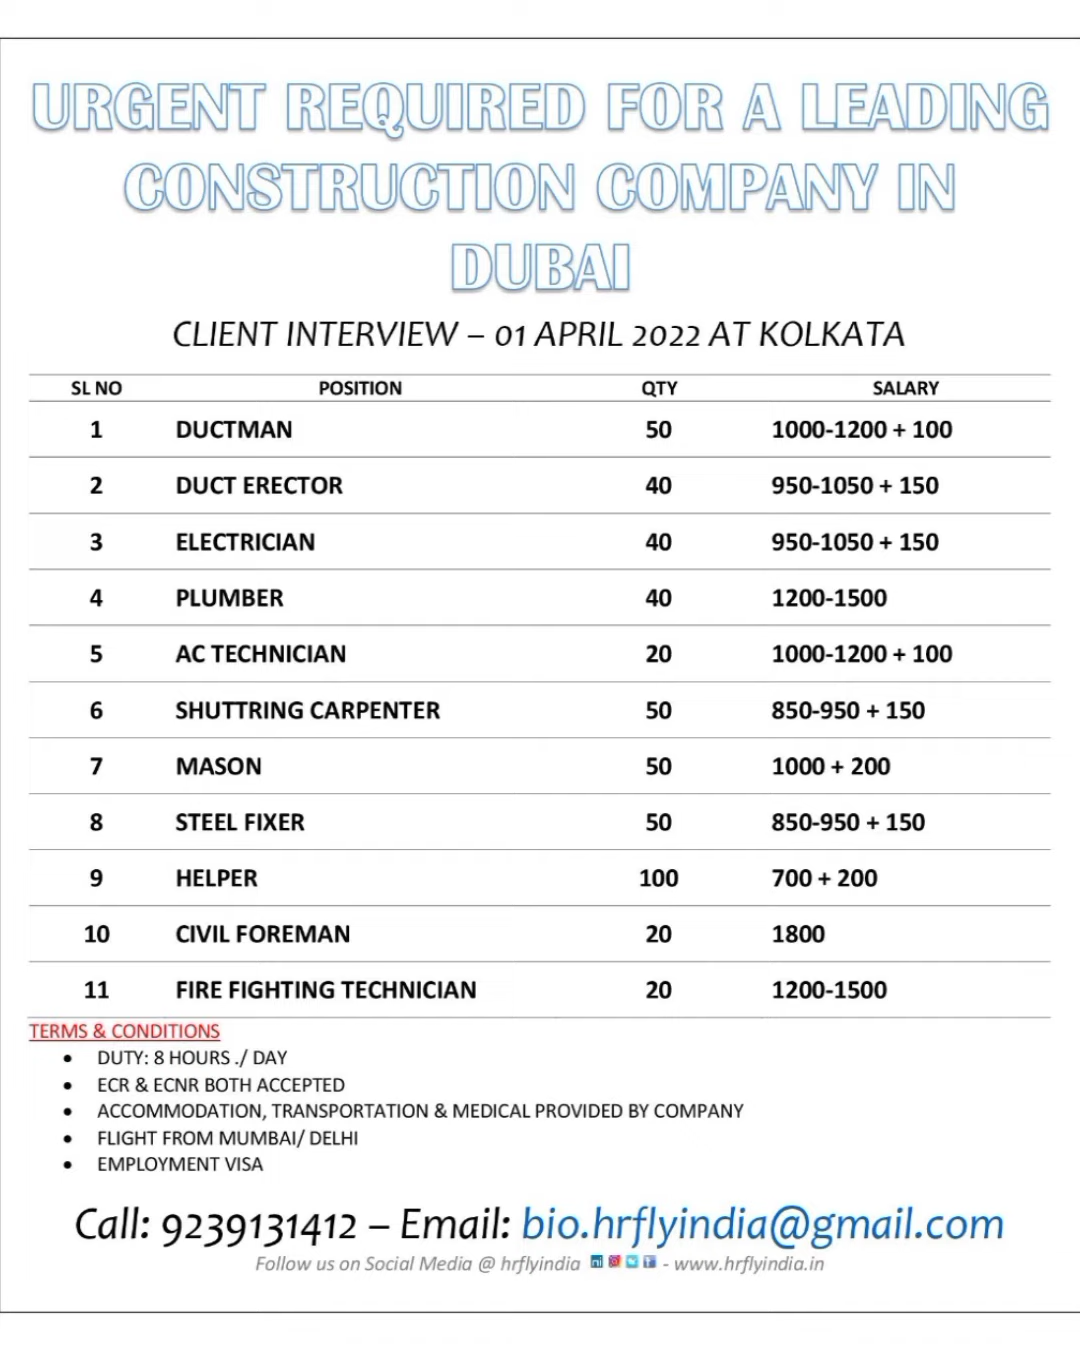 URGENT REQUIRED FOR A LEADING
CONSTRUCTION COMPANY IN
DUBAI
CLIENT INTERVIEW – 01 APRIL 2022 AT KOLKATA
SL NO POSITION QTY SALARY
1 DUCTMAN 50 1000-1200 + 100
2 DUCT ERECTOR 40 950-1050 + 150
3 ELECTRICIAN 40 950-1050 + 150
4 PLUMBER 40 1200-1500
5 AC TECHNICIAN 20 1000-1200 + 100
6 SHUTTRING CARPENTER 50 850-950 + 150
7 MASON 50 1000 + 200
8 STEEL FIXER 50 850-950 + 150
9 HELPER 100 700 + 200
10 CIVIL FOREMAN 20 1800
11 FIRE FIGHTING TECHNICIAN 20 1200-1500
TERMS & CONDITIONS
• DUTY: 8 HOURS ./ DAY
• ECR & ECNR BOTH ACCEPTED
• ACCOMMODATION, TRANSPORTATION & MEDICAL PROVIDED BY COMPANY
• FLIGHT FROM MUMBAI/ DELHI
• EMPLOYMENT VISA
Call: 9239131412 – Email: bio.hrflyindia@gmail.com
Follow us on Social Media @ hrflyindia - www.hrflyindia.in